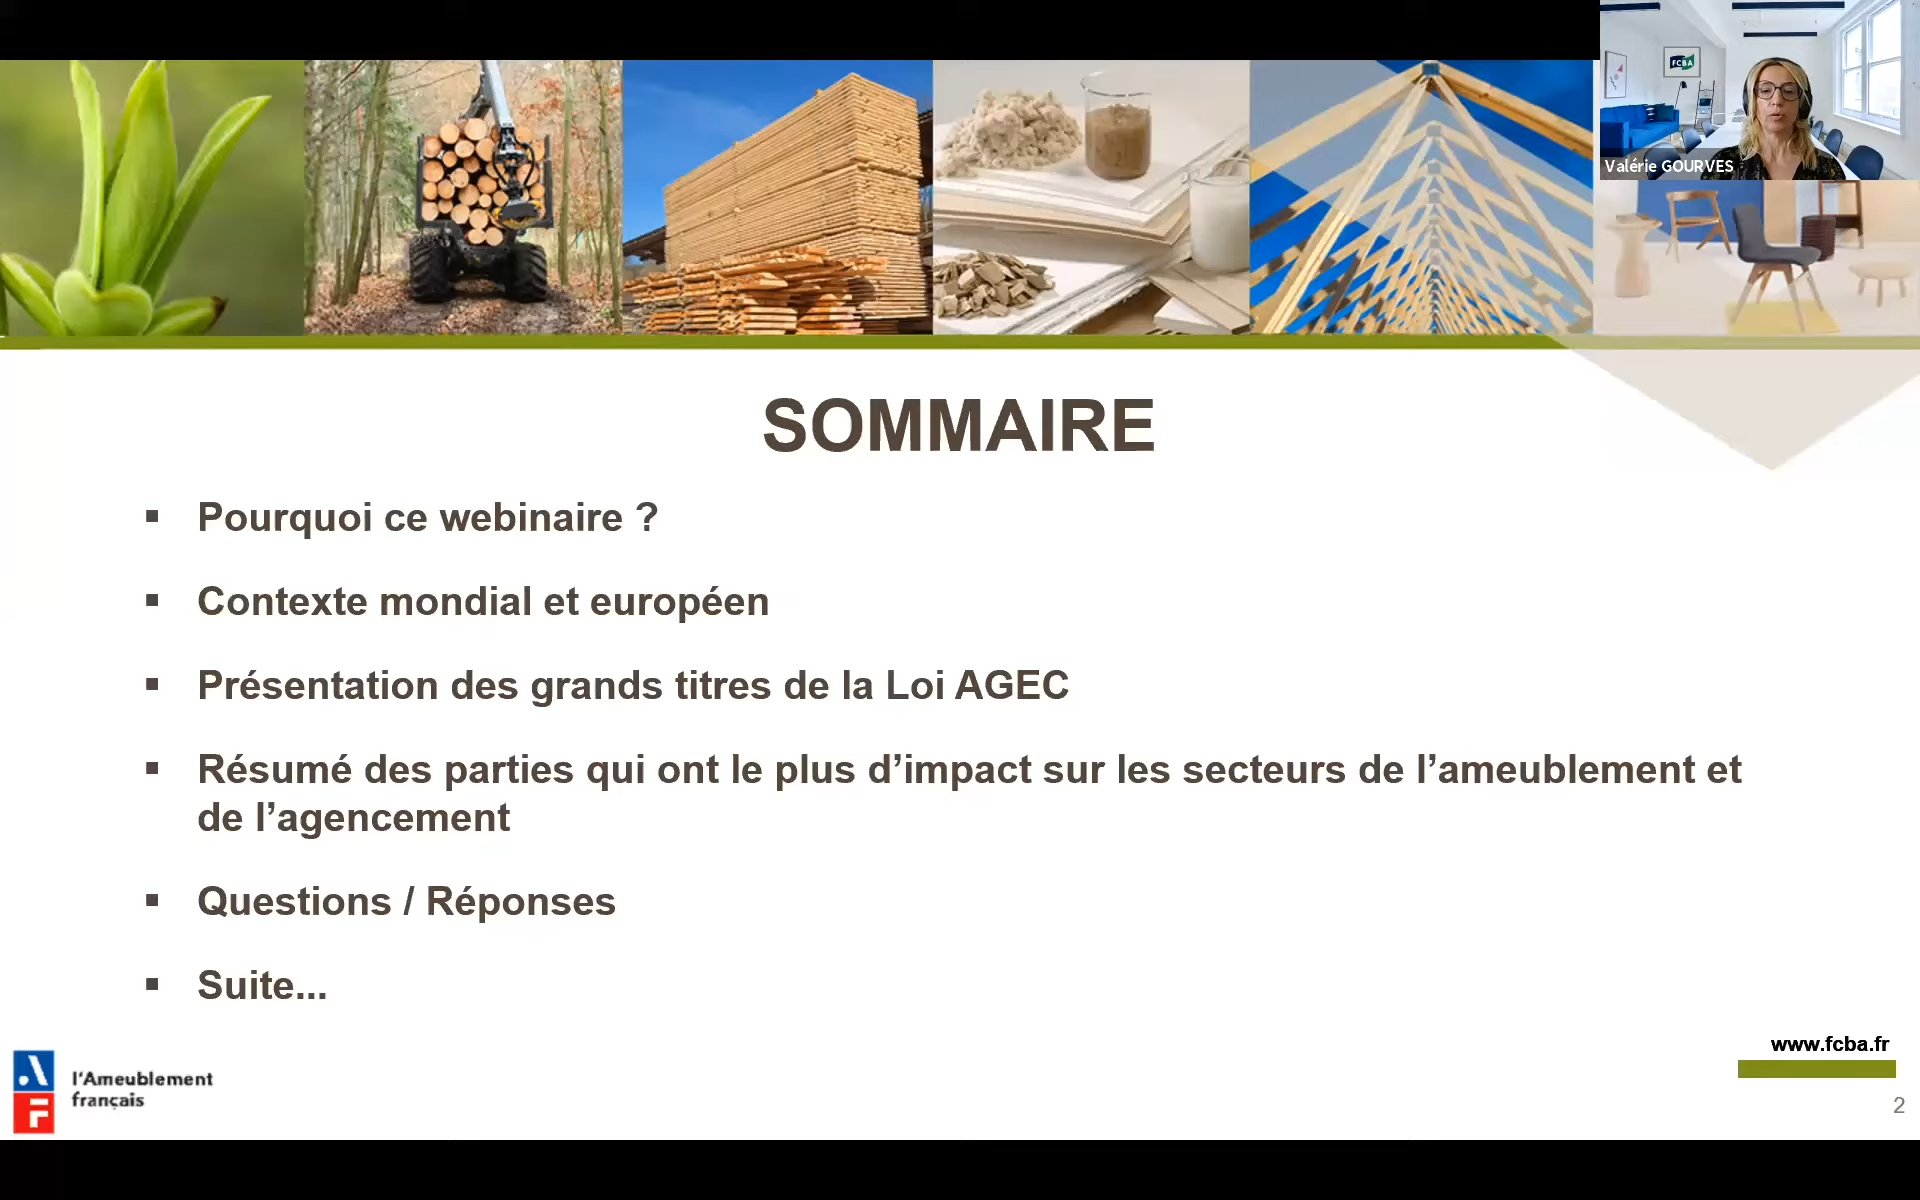 FCBA
Valérie GOURVES
SOMMAIRE
▪ Pourquoi ce webinaire ?
▪ Contexte mondial et européen
▪ Présentation des grands titres de la Loi AGEC
▪ Résumé des parties qui ont le plus d’impact sur les secteurs de l’ameublement et
de l’agencement
▪ Questions / Réponses
▪ Suite...
www.fcba.fr
AF
l'Ameublement
français
2